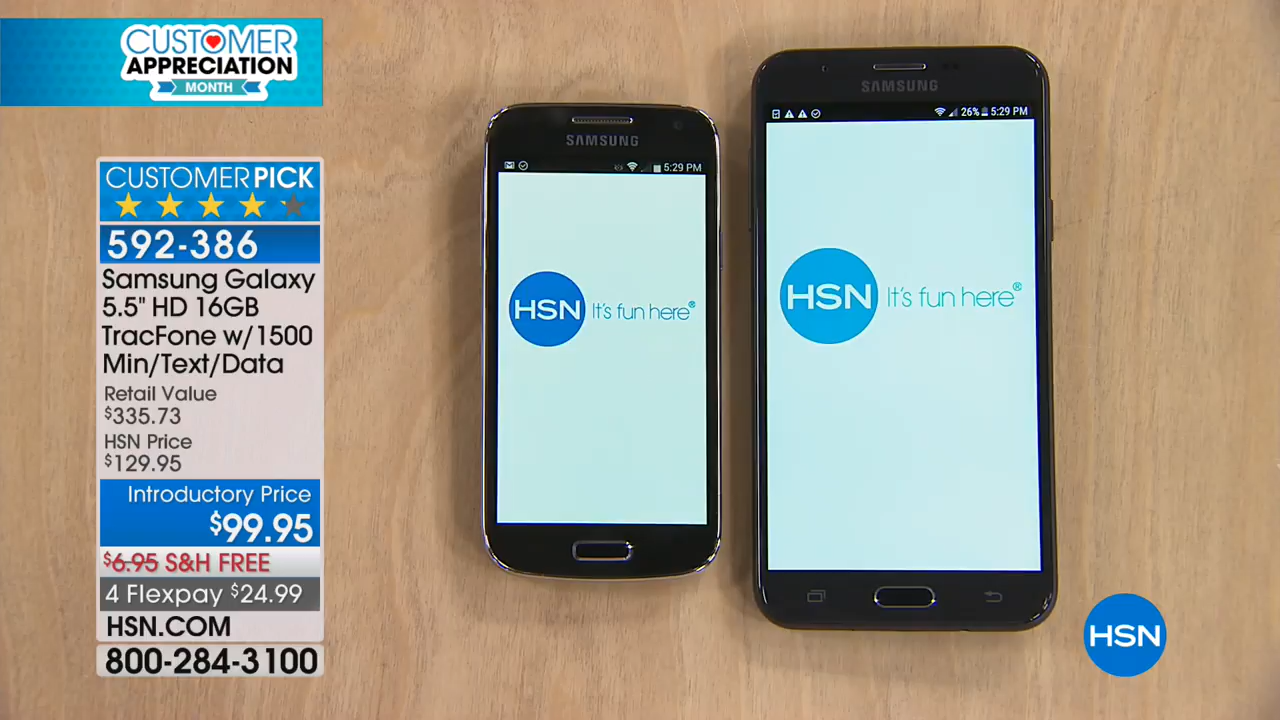 CUSTOMER
APPRECIATION
MONTH
CUSTOMER PICK
592-386
Samsung Galaxy
5.5" HD 16GB
TracFone w/1500
Min/Text/Data
Retail Value
$335.73
HSN Price
$129.95
Introductory Price
$99.95
$6.95 S&H FREE
4 Flexpay $24.99
HSN.COM
800-284-3100
SAMSUNG
5:29 PM
HSN It's fun here®
SAMSUNG
26% 5:29 PM
HSN It's fun here®
HSN